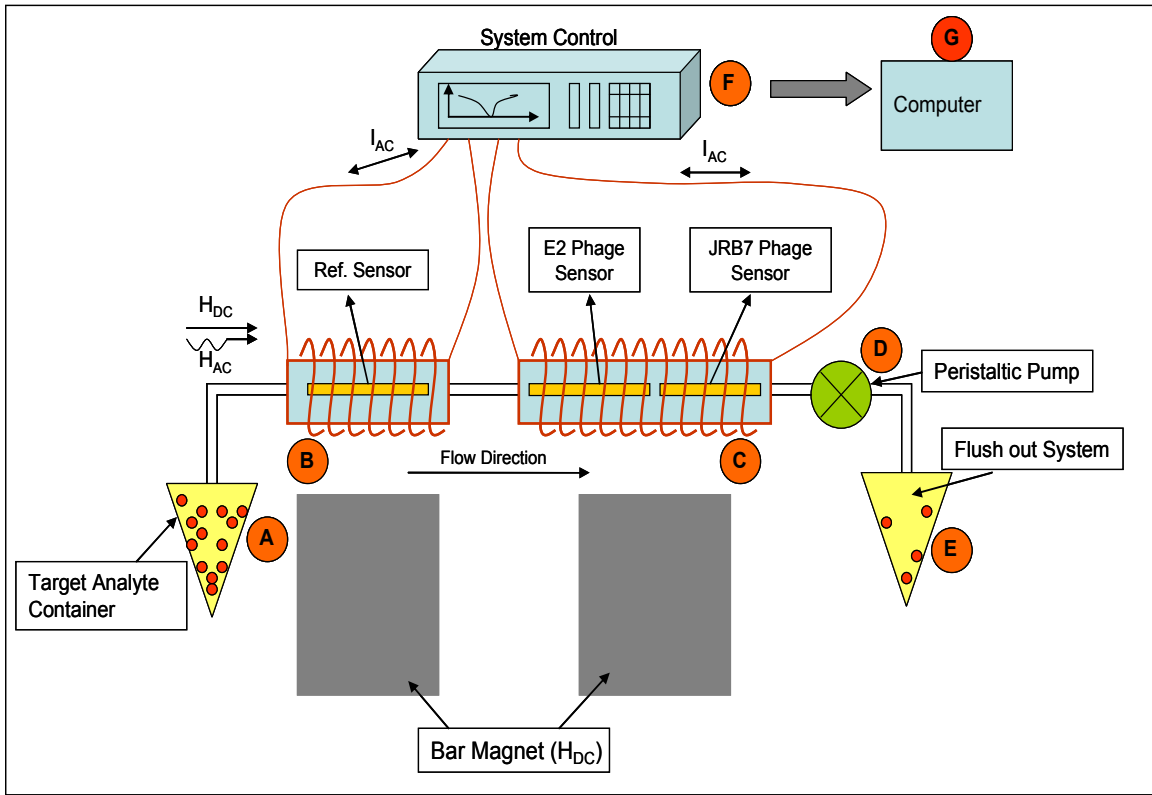 System Control
G
F
Computer
I_AC
I_AC
E2 Phage
Sensor
JRB7 Phage
Sensor
Ref. Sensor
H_DC
H_AC
D
Peristaltic Pump
B
Flow Direction
C
Flush out System
A
E
Target Analyte
Container
Bar Magnet (H_DC)